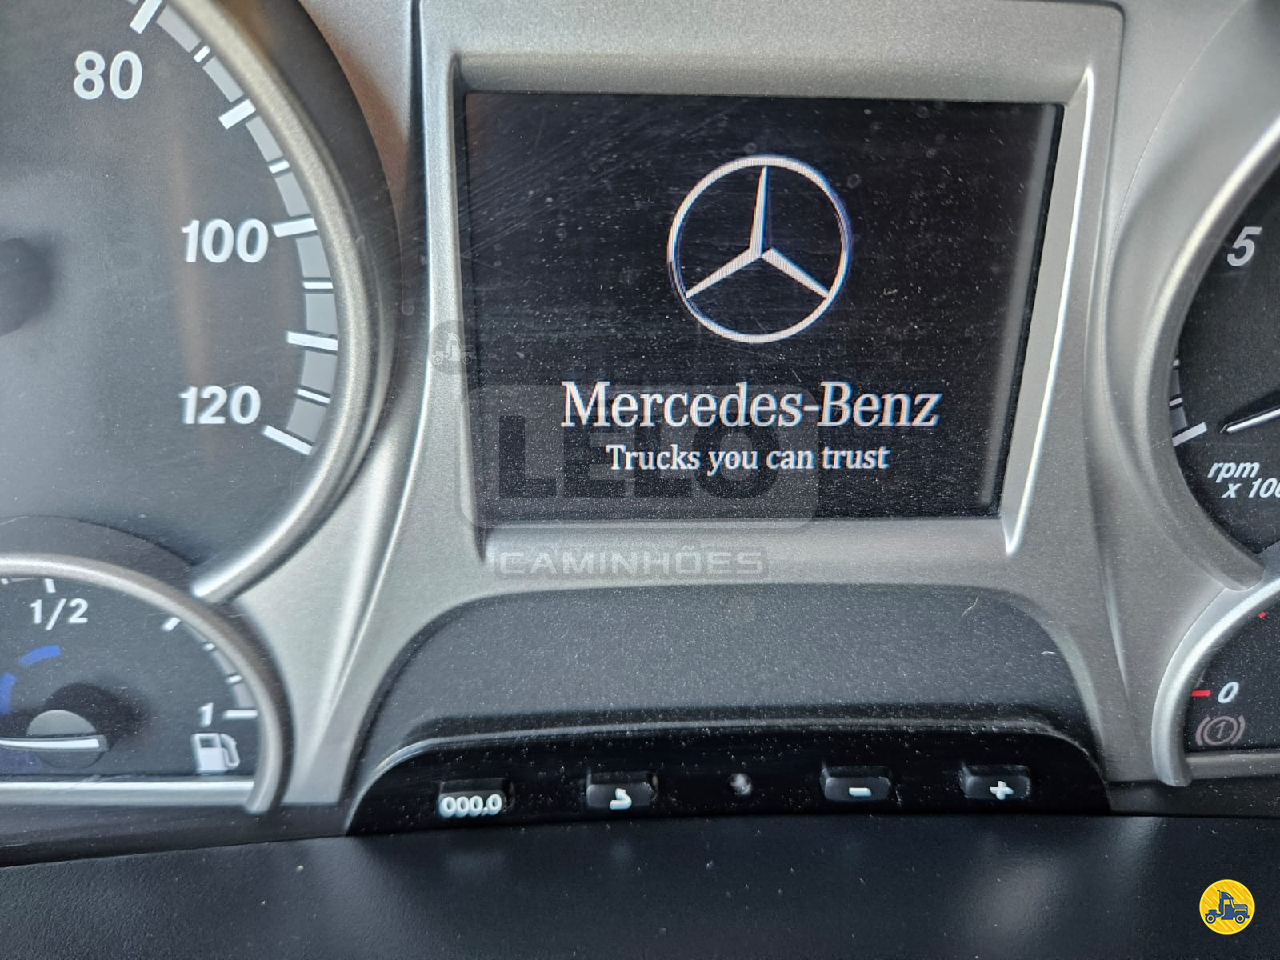 80
100
120
1/2
1
Mercedes-Benz
Trucks you can trust
LELO
CAMINHÕES
5
rpm
x 100
0
000.0
-
+